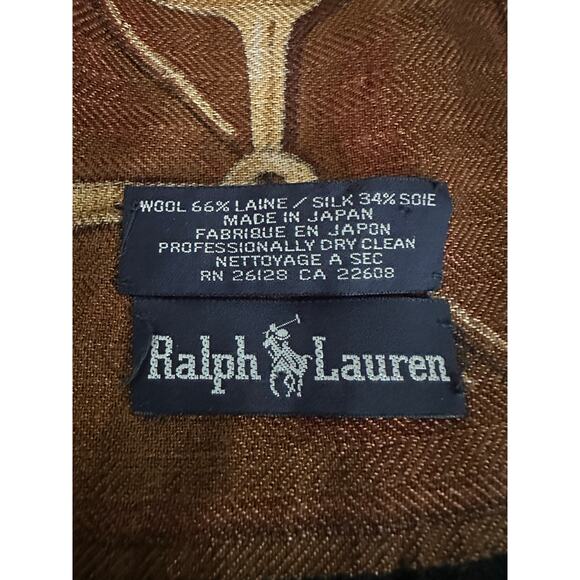 WOOL 66% LAINE / SILK 34% SOIE
MADE IN JAPAN
FABRIQUE EN JAPON
PROFESSIONALLY DRY CLEAN
NETTOYAGE A SEC
RN 26128 CA 22608
Ralph Lauren